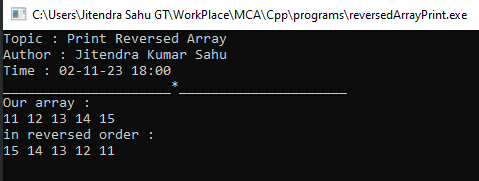 C:\Users\Jitendra Sahu GT\WorkPlace\MCA\Cpp\programs\reversedArrayPrint.exe
Topic : Print Reversed Array
Author : Jitendra Kumar Sahu
Time : 02-11-23 18:00
_____________________*_____________________
Our array :
11 12 13 14 15
in reversed order :
15 14 13 12 11